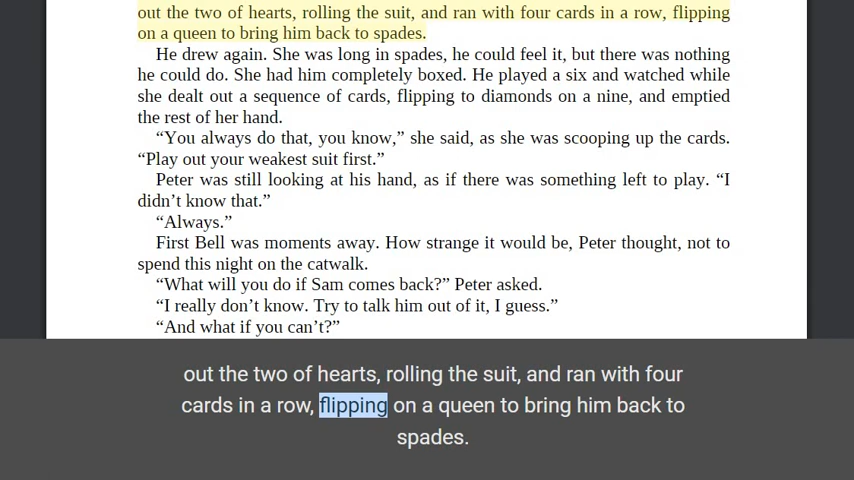 out the two of hearts, rolling the suit, and ran with four cards in a row, flipping
on a queen to bring him back to spades.
He drew again. She was long in spades, he could feel it, but there was nothing
he could do. She had him completely boxed. He played a six and watched while
she dealt out a sequence of cards, flipping to diamonds on a nine, and emptied
the rest of her hand.
“You always do that, you know,” she said, as she was scooping up the cards.
“Play out your weakest suit first.”
Peter was still looking at his hand, as if there was something left to play. “I
didn’t know that.”
“Always.”
First Bell was moments away. How strange it would be, Peter thought, not to
spend this night on the catwalk.
“What will you do if Sam comes back?” Peter asked.
“I really don’t know. Try to talk him out of it, I guess.”
“And what if you can’t?”
out the two of hearts, rolling the suit, and ran with four
cards in a row, flipping on a queen to bring him back to
spades.